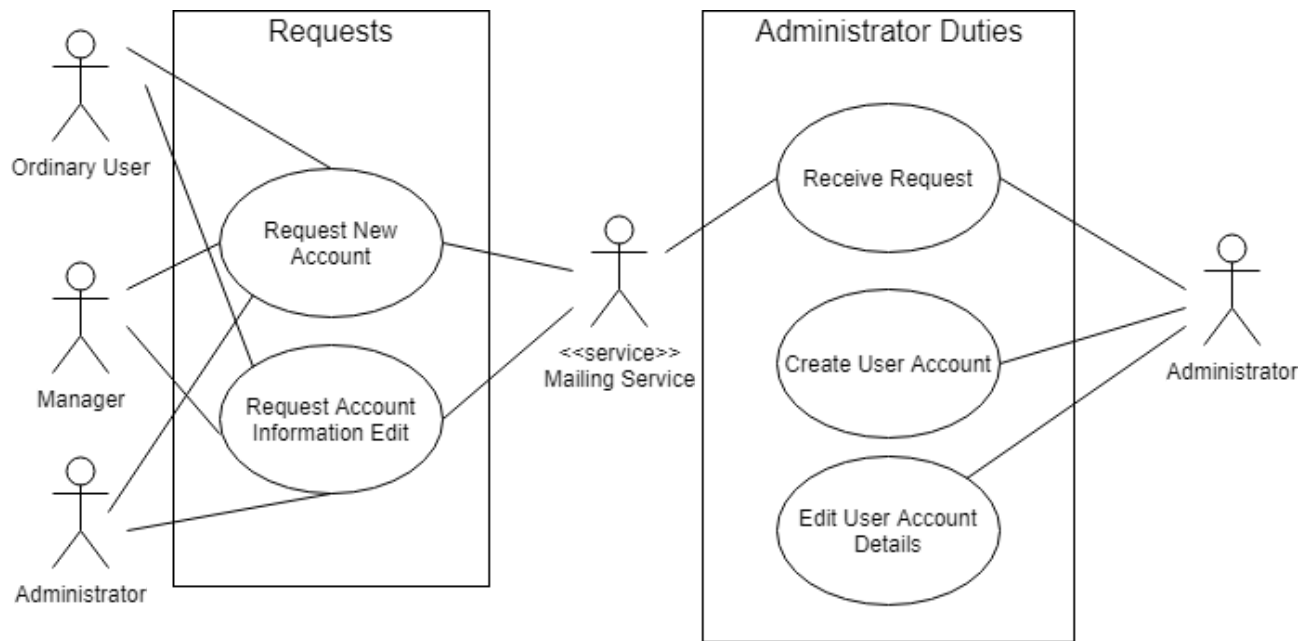 Requests
Administrator Duties
Ordinary User
Receive Request
Request New
Account
Manager
<<service>>
Mailing Service
Create User Account
Administrator
Request Account
Information Edit
Edit User Account
Details
Administrator